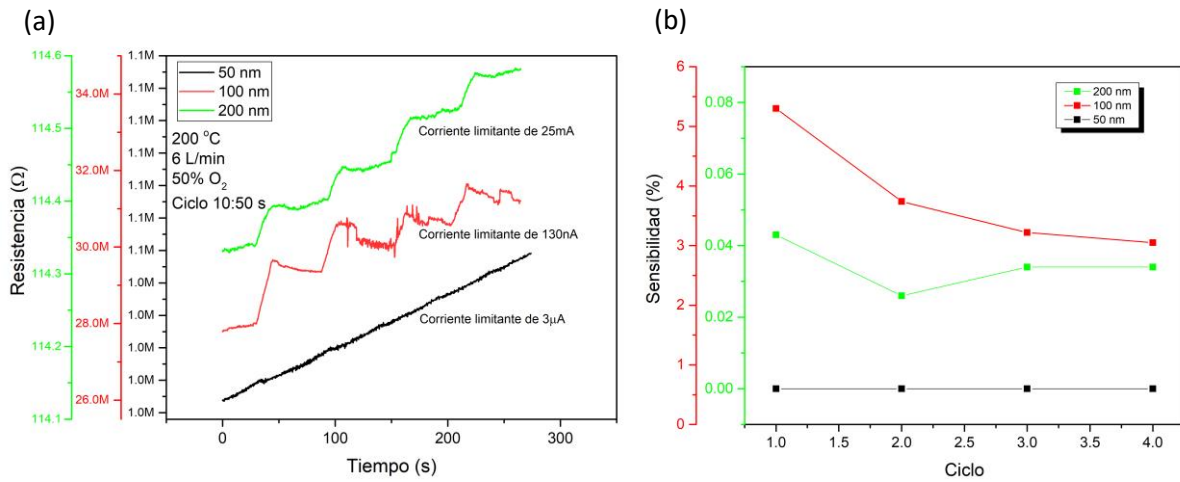 (a)
114.6
114.5
114.4
114.3
114.2
114.1
34.0M
33.0M
31.0M
30.0M
28.0M
26.0M
1.1M
1.1M
1.1M
1.1M
1.1M
1.1M
1.1M
1.0M
1.0M
1.0M
1.0M
1.0M
Resistencia (Ω)
50 nm
100 nm
200 nm
200 °C
6 L/min
50% O2
Ciclo 10:50 s
Corriente limitante de 25mA
Corriente limitante de 130nA
Corriente limitante de 3µA
0
100
200
300
Tiempo (s)
(b)
6
5
4
3
2
1
0
0.08
0.06
0.04
0.02
0.00
Sensibilidad (%)
200 nm
100 nm
50 nm
1.0
1.5
2.0
2.5
3.0
3.5
4.0
Ciclo